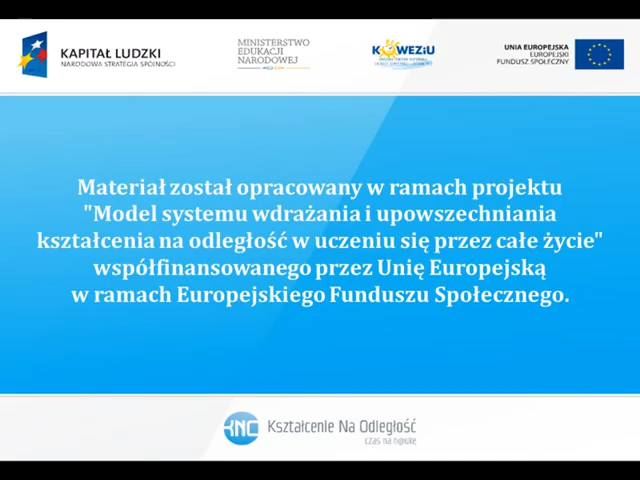 KAPITAŁ LUDZKI
NARODOWA STRATEGIA SPÓJNOŚCI
MINISTERSTWO
EDUKACJI
NARODOWEJ
KOWEZiU
UNIA EUROPEJSKA
EUROPEJSKI
FUNDUSZ SPOŁECZNY
Materiał został opracowany w ramach projektu
"Model systemu wdrażania i upowszechniania
kształcenia na odległość w uczeniu się przez całe życie"
współfinansowanego przez Unię Europejską
w ramach Europejskiego Funduszu Społecznego.
KNO Kształcenie Na Odległość
czas na naukę